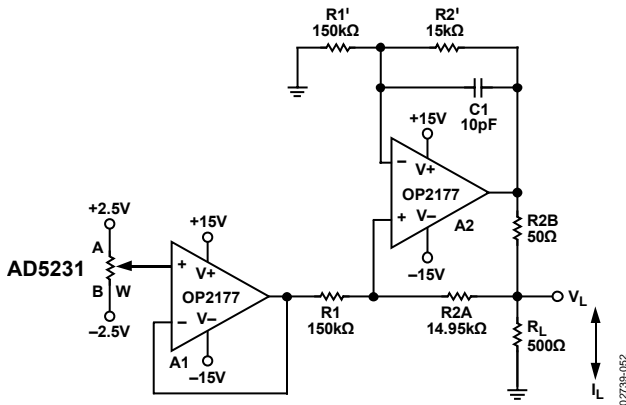 R1'
150kΩ
R2'
15kΩ
C1
10pF
+15V
V+
OP2177
V–
A2
–15V
+
−
R2B
50Ω
+2.5V
A
AD5231
B W
–2.5V
+15V
+
V+
OP2177
−
V–
A1
–15V
R1
150kΩ
R2A
14.95kΩ
VL
RL
500Ω
IL
02739-052